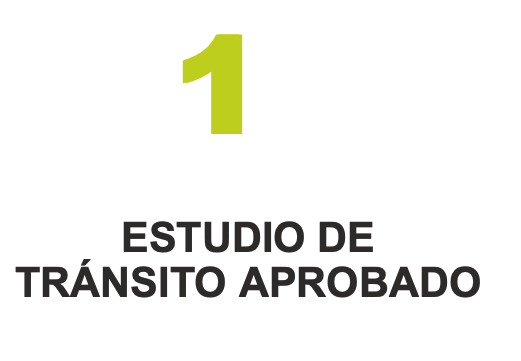 1
ESTUDIO DE
TRÁNSITO APROBADO